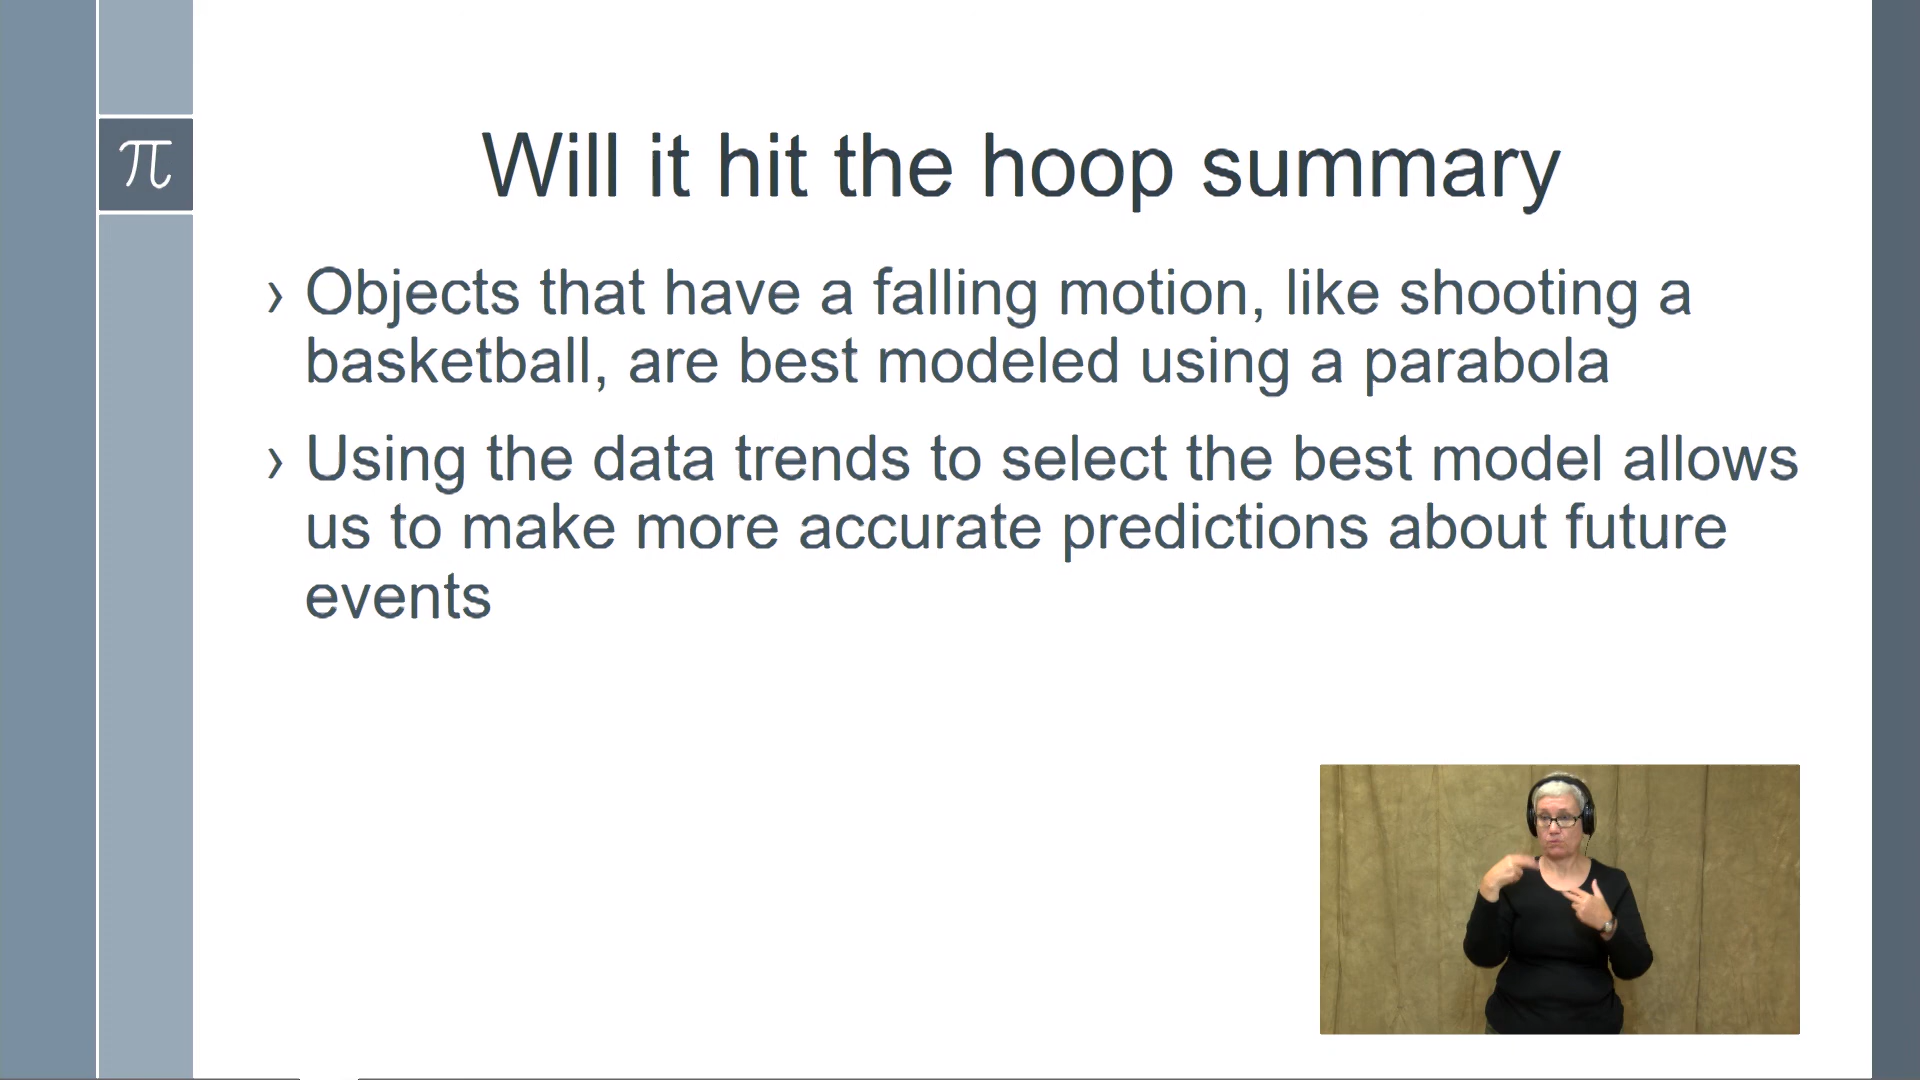 π
Will it hit the hoop summary
› Objects that have a falling motion, like shooting a
basketball, are best modeled using a parabola
› Using the data trends to select the best model allows
us to make more accurate predictions about future
events